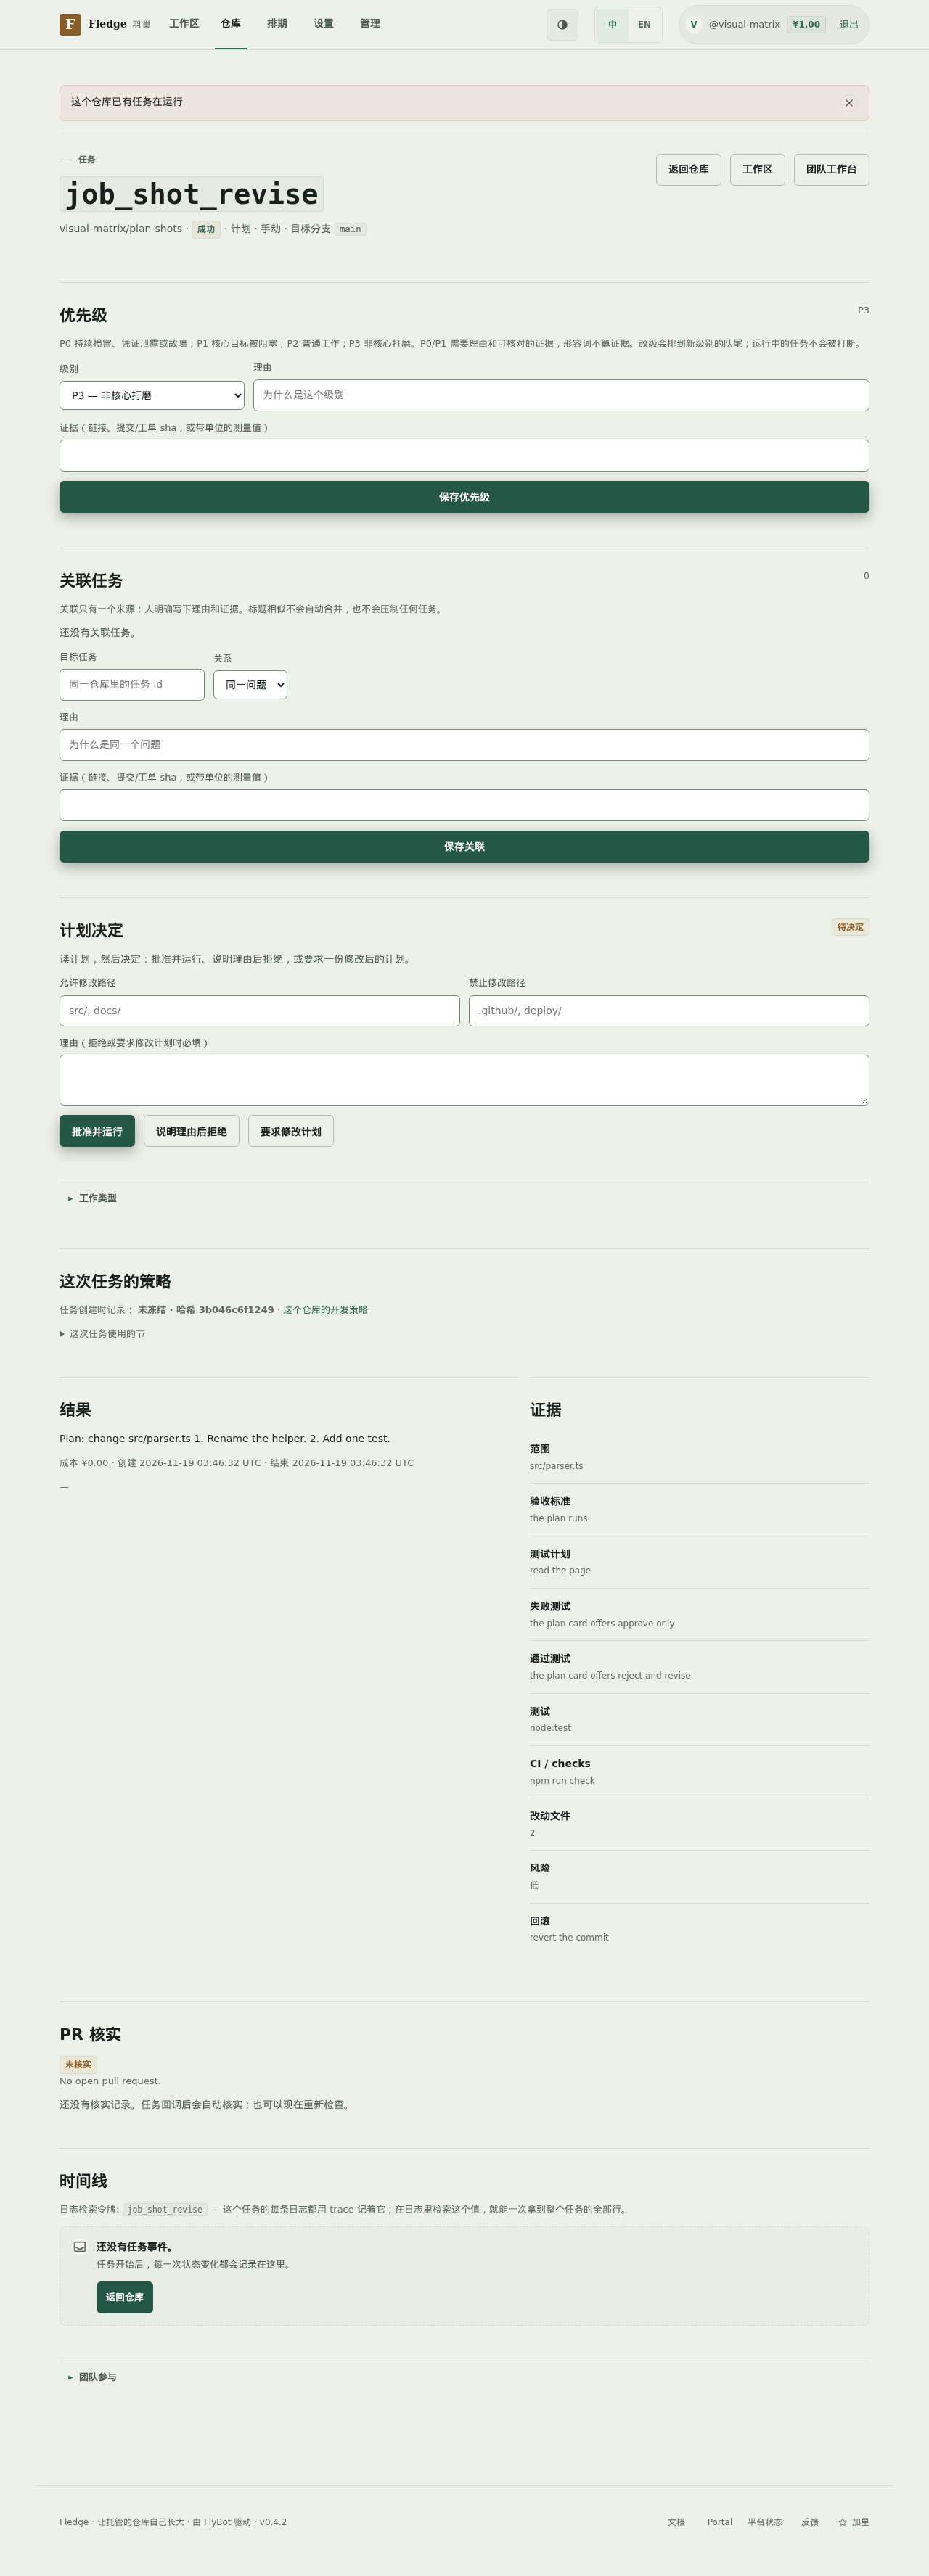 F Fledge 羽巢 工作区 仓库 排期 设置 管理 中 EN V @visual-matrix ¥1.00 退出
这个仓库已有任务在运行
任务
返回仓库 工作区 团队工作台
job_shot_revise
visual-matrix/plan-shots · 成功 · 计划 · 手动 · 目标分支 main
优先级 P3
P0 持续损害、凭证泄露或故障；P1 核心目标被阻塞；P2 普通工作；P3 非核心打磨。P0/P1 需要理由和可核对的证据，形容词不算证据。改级会排到新级别的队尾；运行中的任务不会被打断。
级别 理由
P3 — 非核心打磨 为什么是这个级别
证据（链接、提交/工单 sha，或带单位的测量值）
保存优先级
关联任务 0
关联只有一个来源：人明确写下理由和证据。标题相似不会自动合并，也不会压制任何任务。
还没有关联任务。
目标任务 关系
同一仓库里的任务 id 同一问题
理由
为什么是同一个问题
证据（链接、提交/工单 sha，或带单位的测量值）
保存关联
计划决定 待决定
读计划，然后决定：批准并运行、说明理由后拒绝，或要求一份修改后的计划。
允许修改路径 禁止修改路径
src/, docs/ .github/, deploy/
理由（拒绝或要求修改计划时必填）
批准并运行 说明理由后拒绝 要求修改计划
▸ 工作类型
这次任务的策略
任务创建时记录： 未冻结 · 哈希 3b046c6f1249 · 这个仓库的开发策略
▶ 这次任务使用的节
结果
Plan: change src/parser.ts 1. Rename the helper. 2. Add one test.
成本 ¥0.00 · 创建 2026-11-19 03:46:32 UTC · 结束 2026-11-19 03:46:32 UTC
—
证据
范围
src/parser.ts
验收标准
the plan runs
测试计划
read the page
失败测试
the plan card offers approve only
通过测试
the plan card offers reject and revise
测试
node:test
CI / checks
npm run check
改动文件
2
风险
低
回滚
revert the commit
PR 核实
未核实
No open pull request.
还没有核实记录。任务回调后会自动核实；也可以现在重新检查。
时间线
日志检索令牌: job_shot_revise — 这个任务的每条日志都用 trace 记着它；在日志里检索这个值，就能一次拿到整个任务的全部行。
还没有任务事件。
任务开始后，每一次状态变化都会记录在这里。
返回仓库
▸ 团队参与
Fledge · 让托管的仓库自己长大 · 由 FlyBot 驱动 · v0.4.2 文档 Portal 平台状态 反馈 ☆ 加星